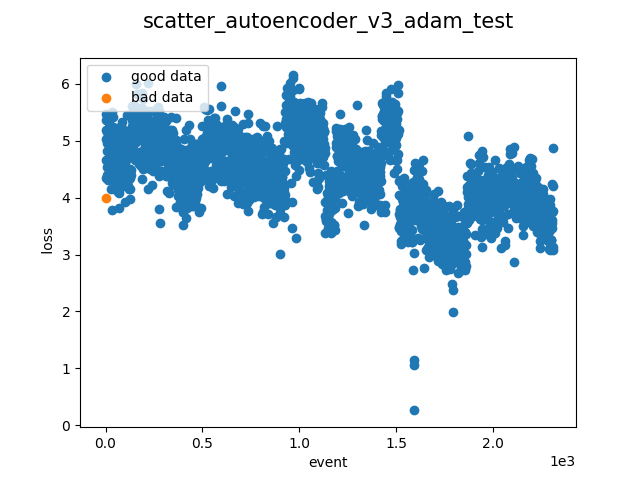 scatter_autoencoder_v3_adam_test
good data
bad data
6
5
4
3
2
1
0
loss
0.0
0.5
1.0
1.5
2.0
event
1e3